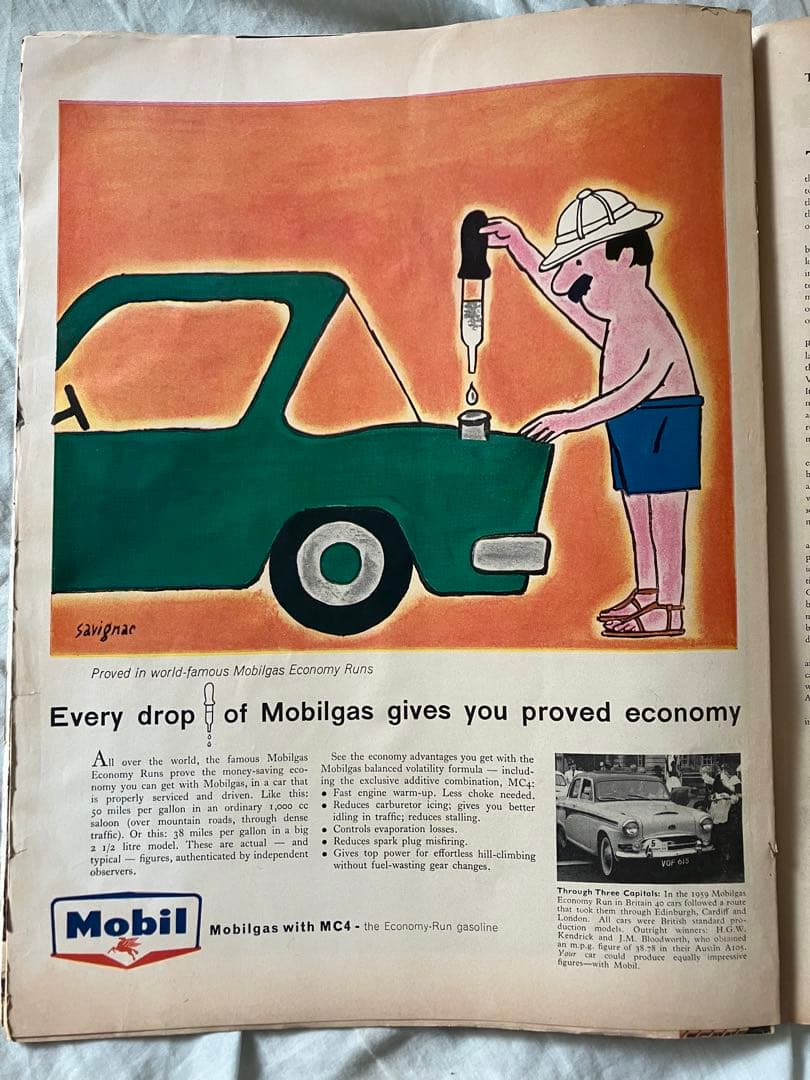 savignac
Proved in world-famous Mobilgas Economy Runs
Every drop of Mobilgas gives you proved economy
All over the world, the famous Mobilgas
Economy Runs prove the money-saving eco-
nomy you can get with Mobilgas, in a car that
is properly serviced and driven. Like this:
50 miles per gallon in an ordinary 1,000 cc
saloon (over mountain roads, through dense
traffic). Or this: 38 miles per gallon in a big
2 1/2 litre model. These are actual — and
typical — figures, authenticated by independent
observers.
See the economy advantages you get with the
Mobilgas balanced volatility formula — includ-
ing the exclusive additive combination, MC4:
• Fast engine warm-up. Less choke needed.
• Reduces carburetor icing; gives you better
idling in traffic; reduces stalling.
• Controls evaporation losses.
• Reduces spark plug misfiring.
• Gives top power for effortless hill-climbing
without fuel-wasting gear changes.
VOF 615
Through Three Capitals: In the 1959 Mobilgas
Economy Run in Britain 40 cars followed a route
that took them through Edinburgh, Cardiff and
London. All cars were British standard pro-
duction models. Outright winners: H.G.W.
Kendrick and J.M. Bloodworth, who obtained
an m.p.g. figure of 38.78 in their Austin A105.
Your car could produce equally impressive
figures—with Mobil.
Mobil
Mobilgas with MC4 - the Economy-Run gasoline